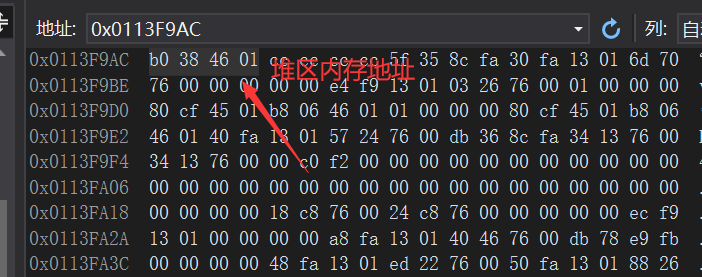 地址: 0x0113F9AC 列: 自
0x0113F9AC b0 38 46 01 cc cc cc cc 5f 35 8c fa 30 fa 13 01 6d 70
堆区内存地址
0x0113F9BE 76 00 00 00 00 00 e4 f9 13 01 03 26 76 00 01 00 00 00
0x0113F9D0 80 cf 45 01 b8 06 46 01 01 00 00 00 80 cf 45 01 b8 06
0x0113F9E2 46 01 40 fa 13 01 57 24 76 00 db 36 8c fa 34 13 76 00
0x0113F9F4 34 13 76 00 00 c0 f2 00 00 00 00 00 00 00 00 00 00 00
0x0113FA06 00 00 00 00 00 00 00 00 00 00 00 00 00 00 00 00 00 00
0x0113FA18 00 00 00 00 18 c8 76 00 24 c8 76 00 00 00 00 00 ec f9
0x0113FA2A 13 01 00 00 00 00 a8 fa 13 01 40 46 76 00 db 78 e9 fb
0x0113FA3C 00 00 00 00 48 fa 13 01 ed 22 76 00 50 fa 13 01 88 26